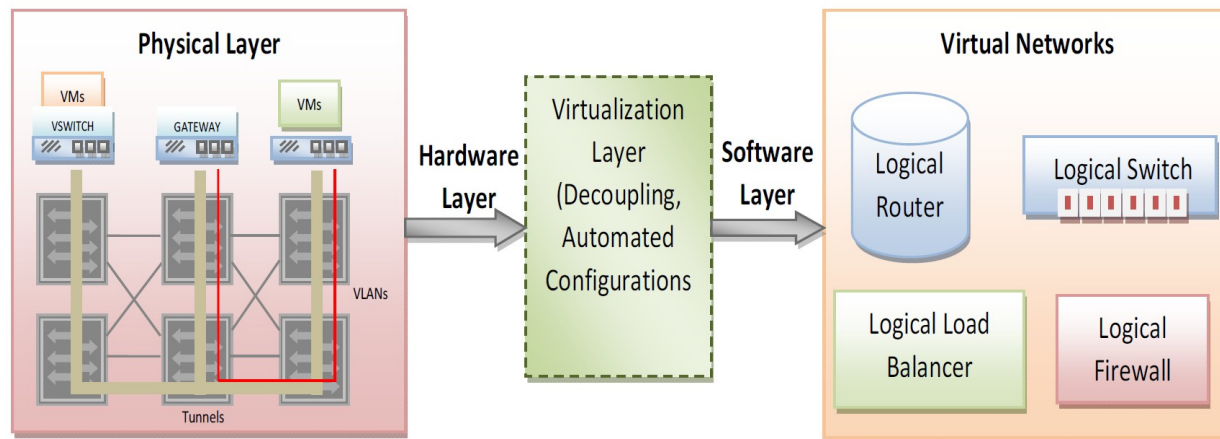 Physical Layer
VMs
VSWITCH
GATEWAY
VMs
VLANs
Tunnels
Hardware
Layer
Virtualization
Layer
(Decoupling,
Automated
Configurations
Software
Layer
Virtual Networks
Logical
Router
Logical Switch
Logical Load
Balancer
Logical
Firewall